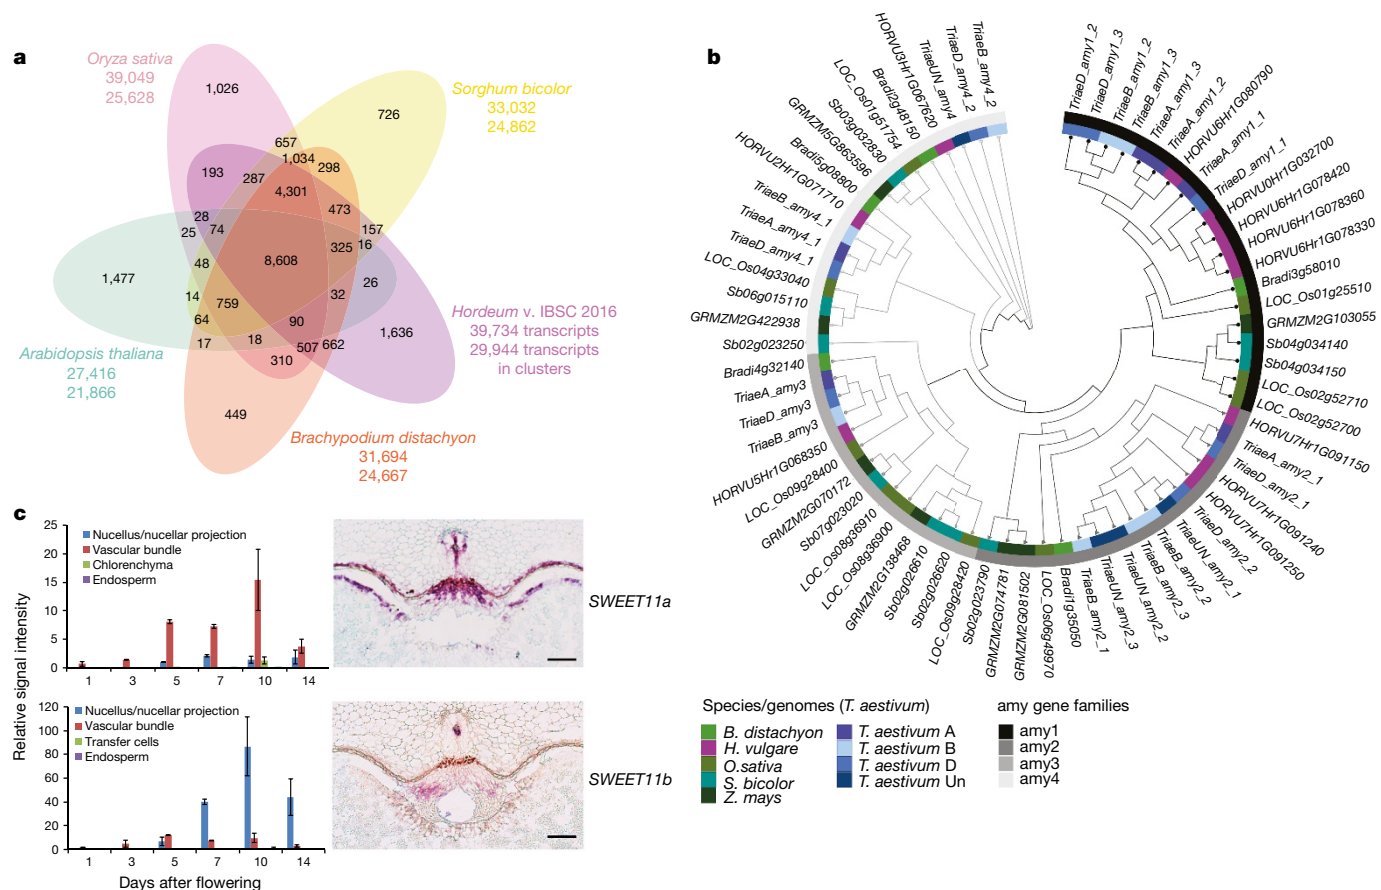 a
Oryza sativa
39,049
25,628
Sorghum bicolor
33,032
24,862
Hordeum v. IBSC 2016
39,734 transcripts
29,944 transcripts
in clusters
Brachypodium distachyon
31,694
24,667
Arabidopsis thaliana
27,416
21,866
1,026
726
657
1,034
298
193
287
4,301
473
28
74
157
25
325
16
48
8,608
1,477
26
14
759
32
64
90
1,636
17
18
507
662
310
449
b
TriaeD_amy1_2
TriaeD_amy1_3
TriaeB_amy1_2
TriaeB_amy1_3
TriaeA_amy1_3
TriaeA_amy1_2
HORVU6Hr1G080790
TriaeA_amy1_1
TriaeD_amy1_1
HORVU0Hr1G032700
HORVU6Hr1G078420
HORVU6Hr1G078360
HORVU6Hr1G078330
Bradi3g58010
LOC_Os01g25510
GRMZM2G103055
Sb04g034140
Sb04g034150
LOC_Os02g52710
LOC_Os02g52700
HORVU7Hr1G091150
TriaeA_amy2_1
TriaeD_amy2_1
HORVU7Hr1G091240
HORVU7Hr1G091250
TriaeD_amy2_2
TriaeUN_amy2_1
TriaeB_amy2_2
TriaeB_amy2_3
TriaeUN_amy2_2
TriaeUN_amy2_3
TriaeB_amy2_1
Bradi1g35050
LOC_Os06g49970
GRMZM2G081502
GRMZM2G074781
Sb02g023790
LOC_Os09g28420
Sb02g026620
Sb02g026610
GRMZM2G138468
LOC_Os08g36900
LOC_Os08g36910
Sb07g023020
GRMZM2G070172
LOC_Os09g28400
HORVU5Hr1G068350
TriaeB_amy3
TriaeD_amy3
TriaeA_amy3
Bradi4g32140
Sb02g023250
GRMZM2G422938
Sb06g015110
LOC_Os04g33040
TriaeD_amy4_1
TriaeA_amy4_1
TriaeB_amy4_1
HORVU2Hr1G071710
Bradi5g08800
GRMZM5G863596
Sb03g032830
LOC_Os01g51754
Bradi2g48150
HORVU3Hr1G067620
TriaeUN_amy4
TriaeD_amy4_2
TriaeB_amy4_2
Species/genomes (T. aestivum)
B. distachyon
H. vulgare
O.sativa
S. bicolor
Z. mays
T. aestivum A
T. aestivum B
T. aestivum D
T. aestivum Un
amy gene families
amy1
amy2
amy3
amy4
c
Relative signal intensity
25
20
15
10
5
0
Nucellus/nucellar projection
Vascular bundle
Chlorenchyma
Endosperm
1 3 5 7 10 14
SWEET11a
120
100
80
60
40
20
0
Nucellus/nucellar projection
Vascular bundle
Transfer cells
Endosperm
1 3 5 7 10 14
Days after flowering
SWEET11b